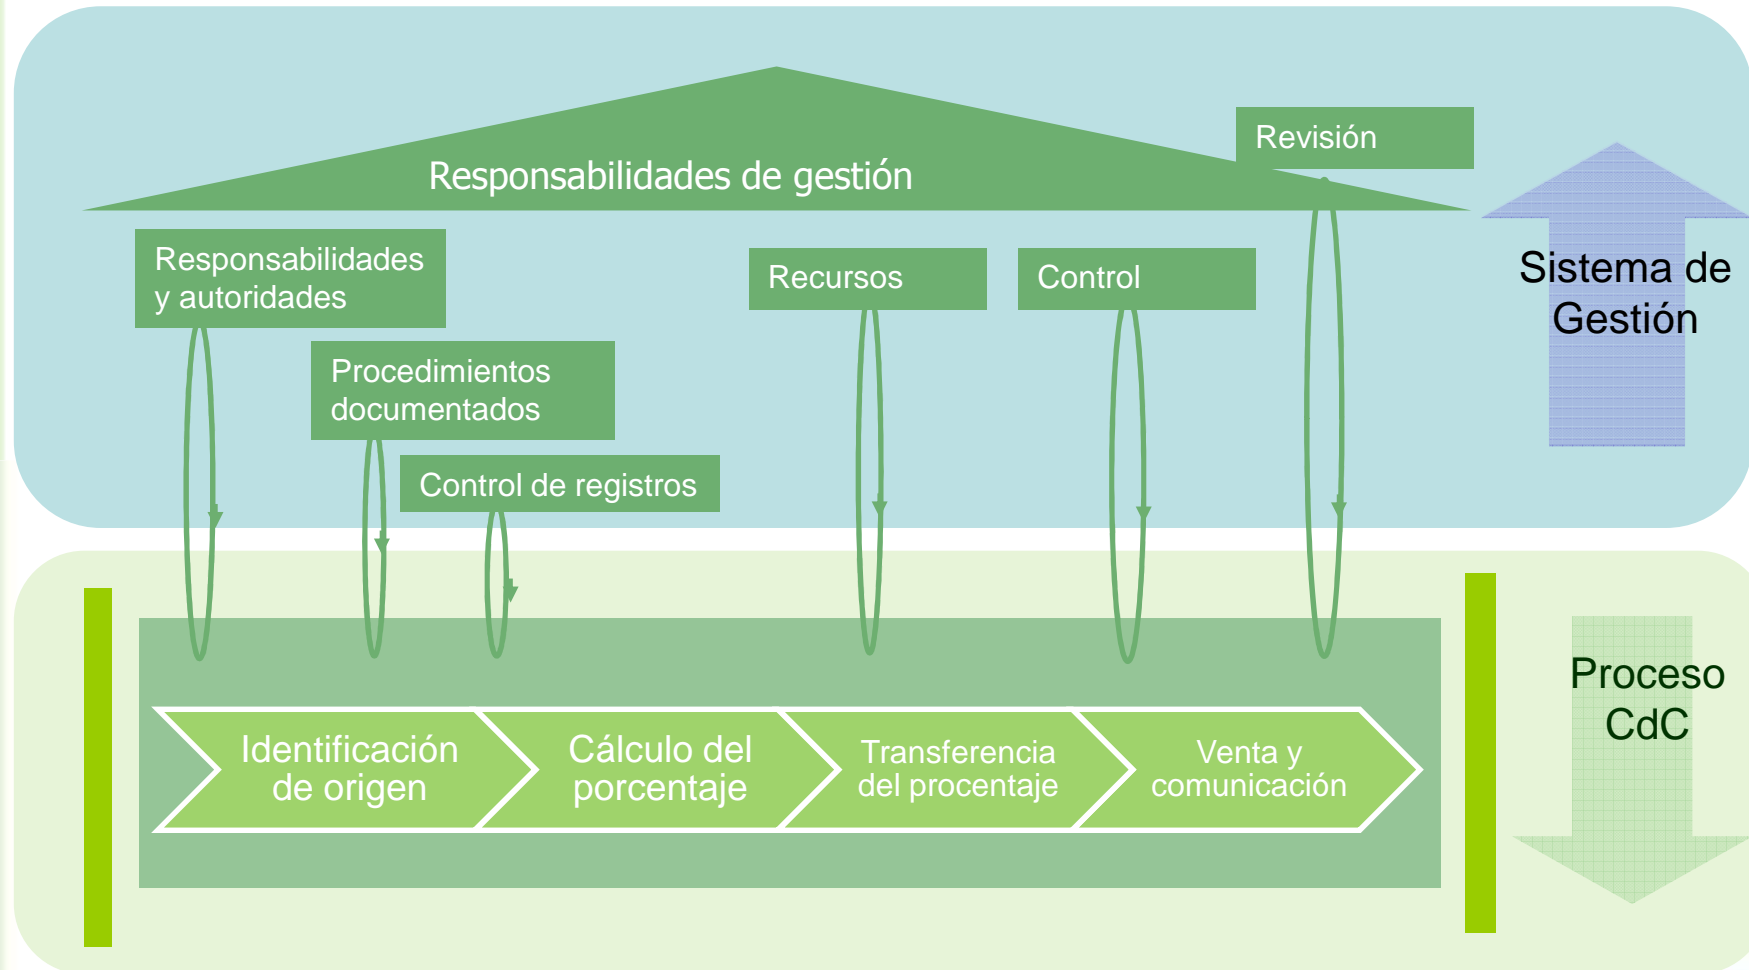 Responsabilidades de gestión
Revisión
Responsabilidades
y autoridades
Recursos
Control
Procedimientos
documentados
Control de registros
Sistema de
Gestión
Identificación
de origen
Cálculo del
porcentaje
Transferencia
del procentaje
Venta y
comunicación
Proceso
CdC